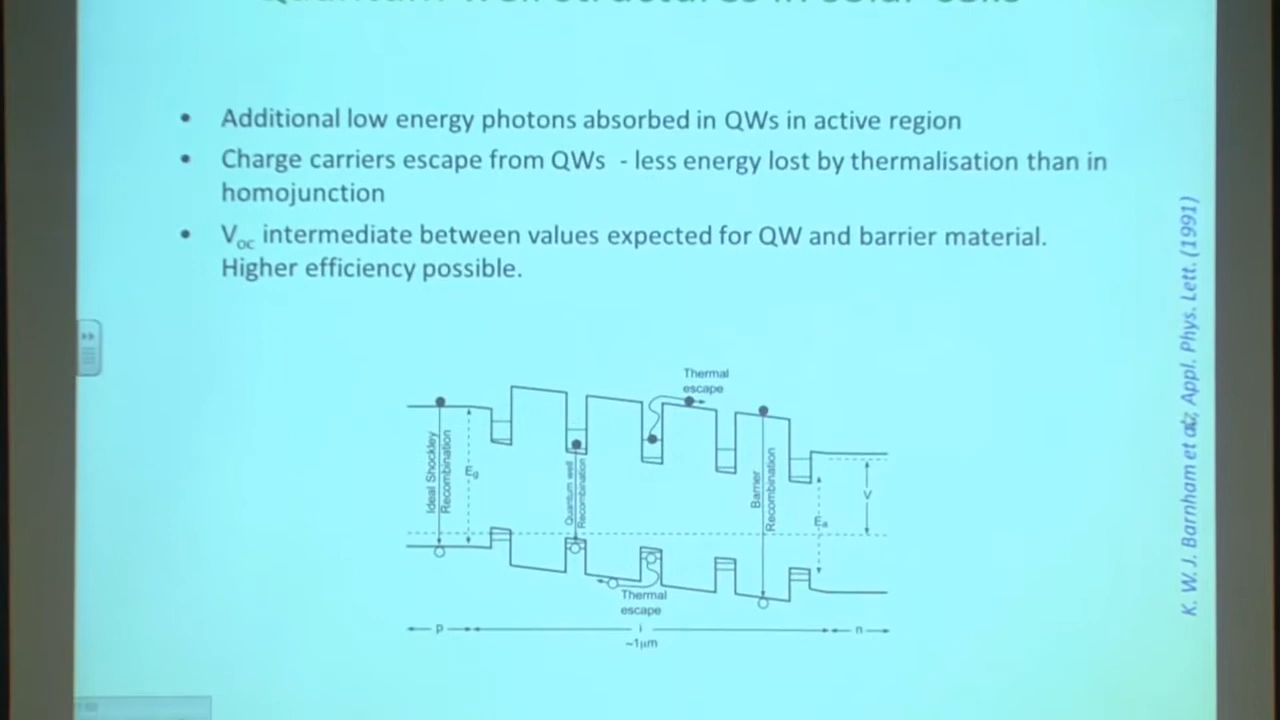 • Additional low energy photons absorbed in QWs in active region
• Charge carriers escape from QWs - less energy lost by thermalisation than in
homojunction
• Voc intermediate between values expected for QW and barrier material.
Higher efficiency possible.
K. W. J. Barnham et al; Appl. Phys. Lett. (1991)
Thermal
escape
Ideal Shockley
Recombination
Eg
Quantum well
Recombination
Barrier
Recombination
Ea
V
Thermal
escape
p
i
n
~1μm